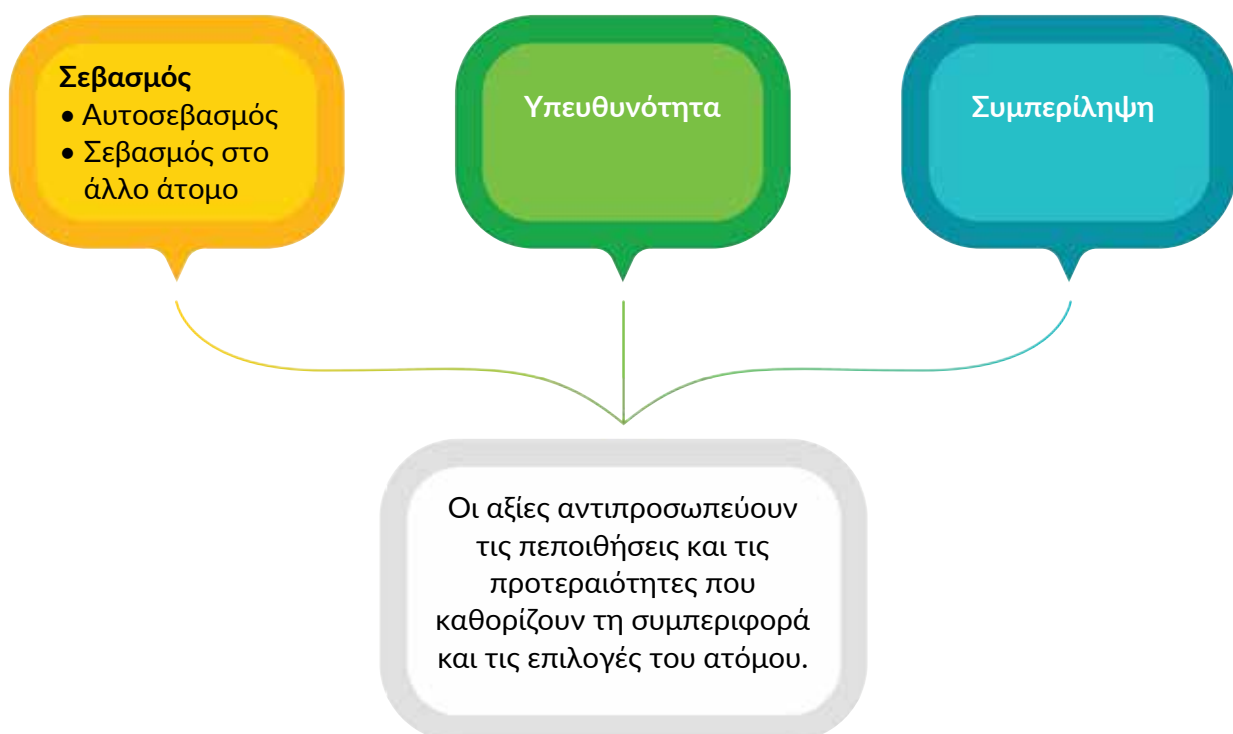 Σεβασμός
• Αυτοσεβασμός
• Σεβασμός στο
άλλο άτομο
Υπευθυνότητα
Συμπερίληψη
Οι αξίες αντιπροσωπεύουν
τις πεποιθήσεις και τις
προτεραιότητες που
καθορίζουν τη συμπεριφορά
και τις επιλογές του ατόμου.